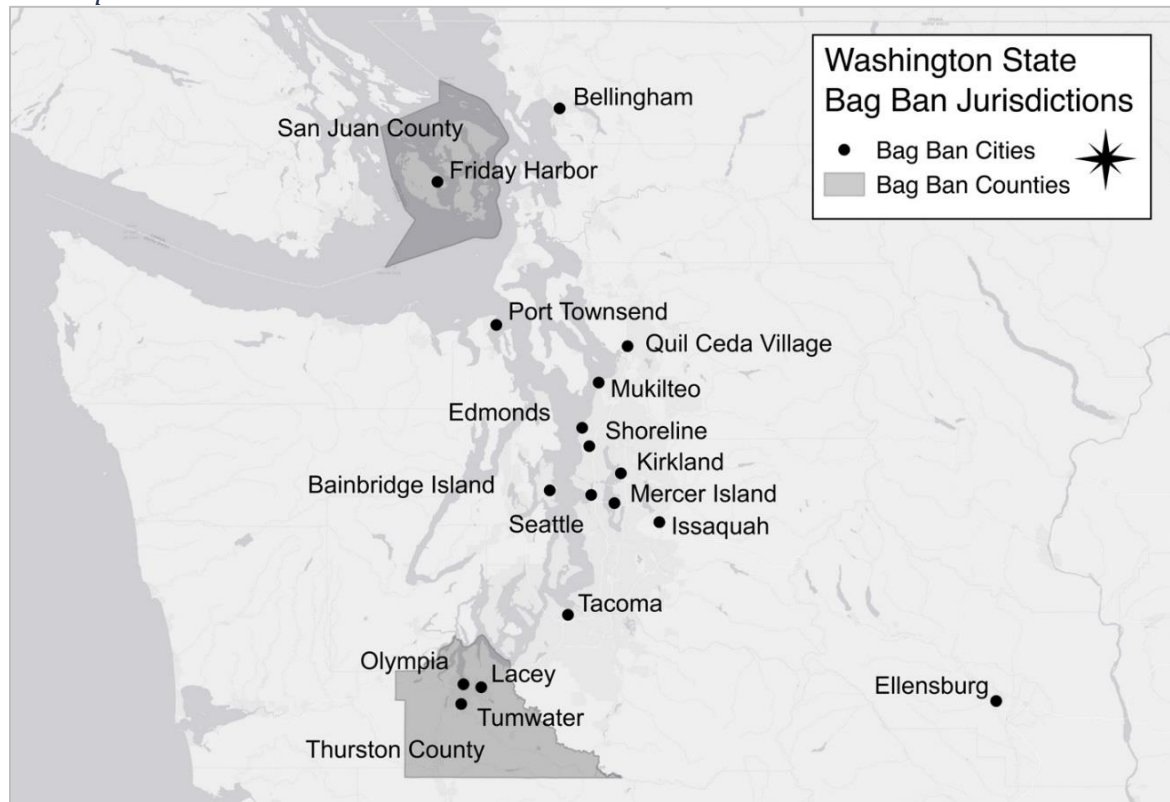 Washington State
Bag Ban Jurisdictions
Bag Ban Cities
Bag Ban Counties
Bellingham
San Juan County
Friday Harbor
Port Townsend
Quil Ceda Village
Mukilteo
Edmonds
Shoreline
Kirkland
Bainbridge Island
Mercer Island
Seattle
Issaquah
Tacoma
Olympia
Lacey
Ellensburg
Tumwater
Thurston County